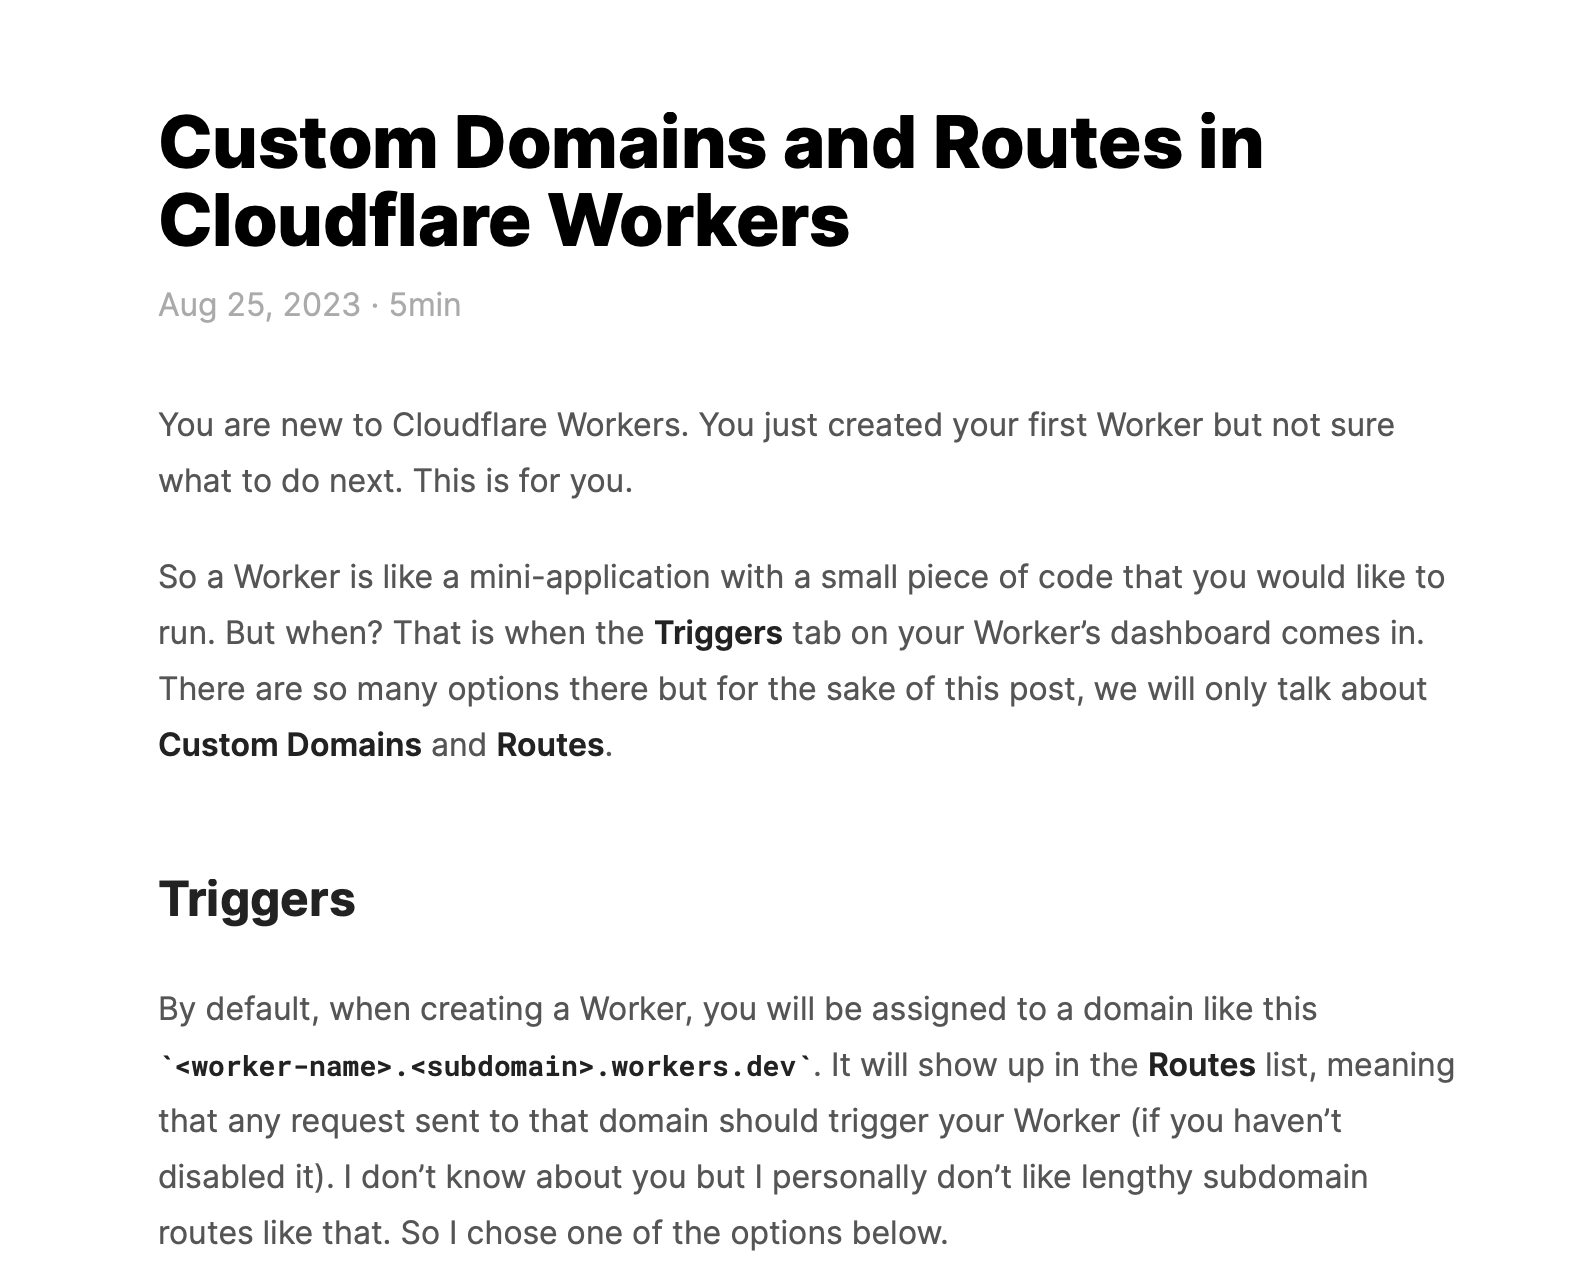 Custom Domains and Routes in
Cloudflare Workers
Aug 25, 2023 · 5min
You are new to Cloudflare Workers. You just created your first Worker but not sure
what to do next. This is for you.
So a Worker is like a mini-application with a small piece of code that you would like to
run. But when? That is when the Triggers tab on your Worker’s dashboard comes in.
There are so many options there but for the sake of this post, we will only talk about
Custom Domains and Routes.
Triggers
By default, when creating a Worker, you will be assigned to a domain like this
`<worker-name>.<subdomain>.workers.dev`. It will show up in the Routes list, meaning
that any request sent to that domain should trigger your Worker (if you haven’t
disabled it). I don’t know about you but I personally don’t like lengthy subdomain
routes like that. So I chose one of the options below.